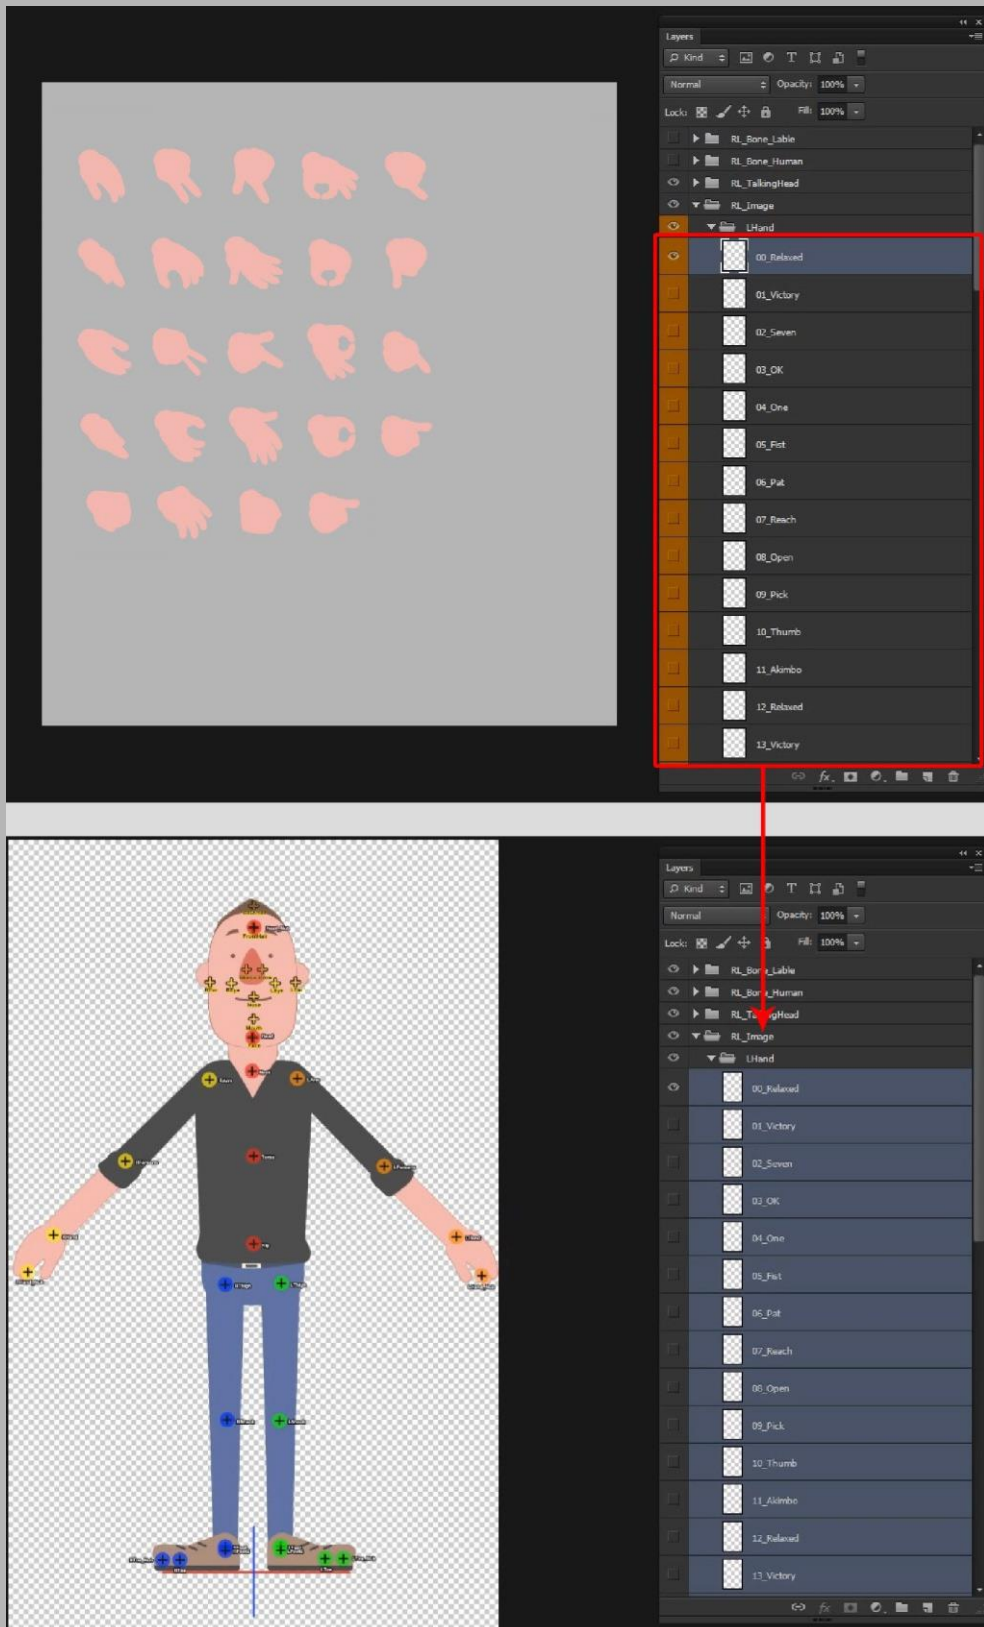 Layers
Kind
Normal
Opacity: 100%
Lock:
Fill: 100%
RL_Bone_Lable
RL_Bone_Human
RL_TalkingHead
RL_Image
LHand
00_Relaxed
01_Victory
02_Seven
03_OK
04_One
05_Fist
06_Pat
07_Reach
08_Open
09_Pick
10_Thumb
11_Akimbo
12_Relaxed
13_Victory
fx
Layers
Kind
Normal
Opacity: 100%
Lock:
Fill: 100%
RL_Bone_Lable
RL_Bone_Human
RL_TalkingHead
RL_Image
LHand
00_Relaxed
01_Victory
02_Seven
03_OK
04_One
05_Fist
06_Pat
07_Reach
08_Open
09_Pick
10_Thumb
11_Akimbo
12_Relaxed
13_Victory
fx